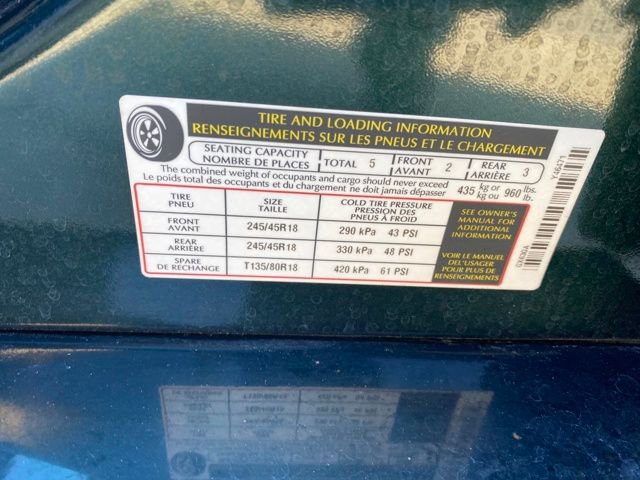 TIRE AND LOADING INFORMATION
RENSEIGNEMENTS SUR LES PNEUS ET LE CHARGEMENT
SEATING CAPACITY
NOMBRE DE PLACES
TOTAL 5
FRONT
AVANT 2
REAR
ARRIÈRE 3
The combined weight of occupants and cargo should never exceed
Le poids total des occupants et du chargement ne doit jamais dépasser
435 kg or 960 lbs.
kg ou lb.
TIRE
PNEU
SIZE
TAILLE
COLD TIRE PRESSURE
PRESSION DES
PNEUS À FROID
FRONT
AVANT
245/45R18
290 kPa 43 PSI
REAR
ARRIÈRE
245/45R18
330 kPa 48 PSI
SPARE
DE RECHANGE
T135/80R18
420 kPa 61 PSI
SEE OWNER'S
MANUAL FOR
ADDITIONAL
INFORMATION
VOIR LE MANUEL
DEL'USAGER
POUR PLUS DE
RENSEIGNEMENTS
Y46471